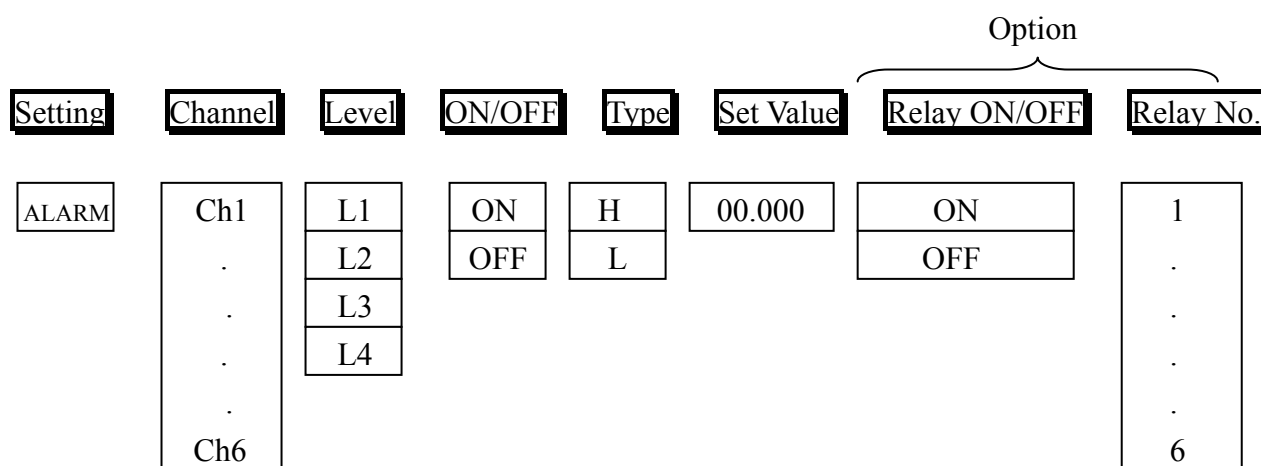 Option
Setting Channel Level ON/OFF Type Set Value Relay ON/OFF Relay No.
ALARM Ch1 L1 ON H 00.000 ON 1
. L2 OFF L OFF .
. L3 .
. L4 .
. .
Ch6 6